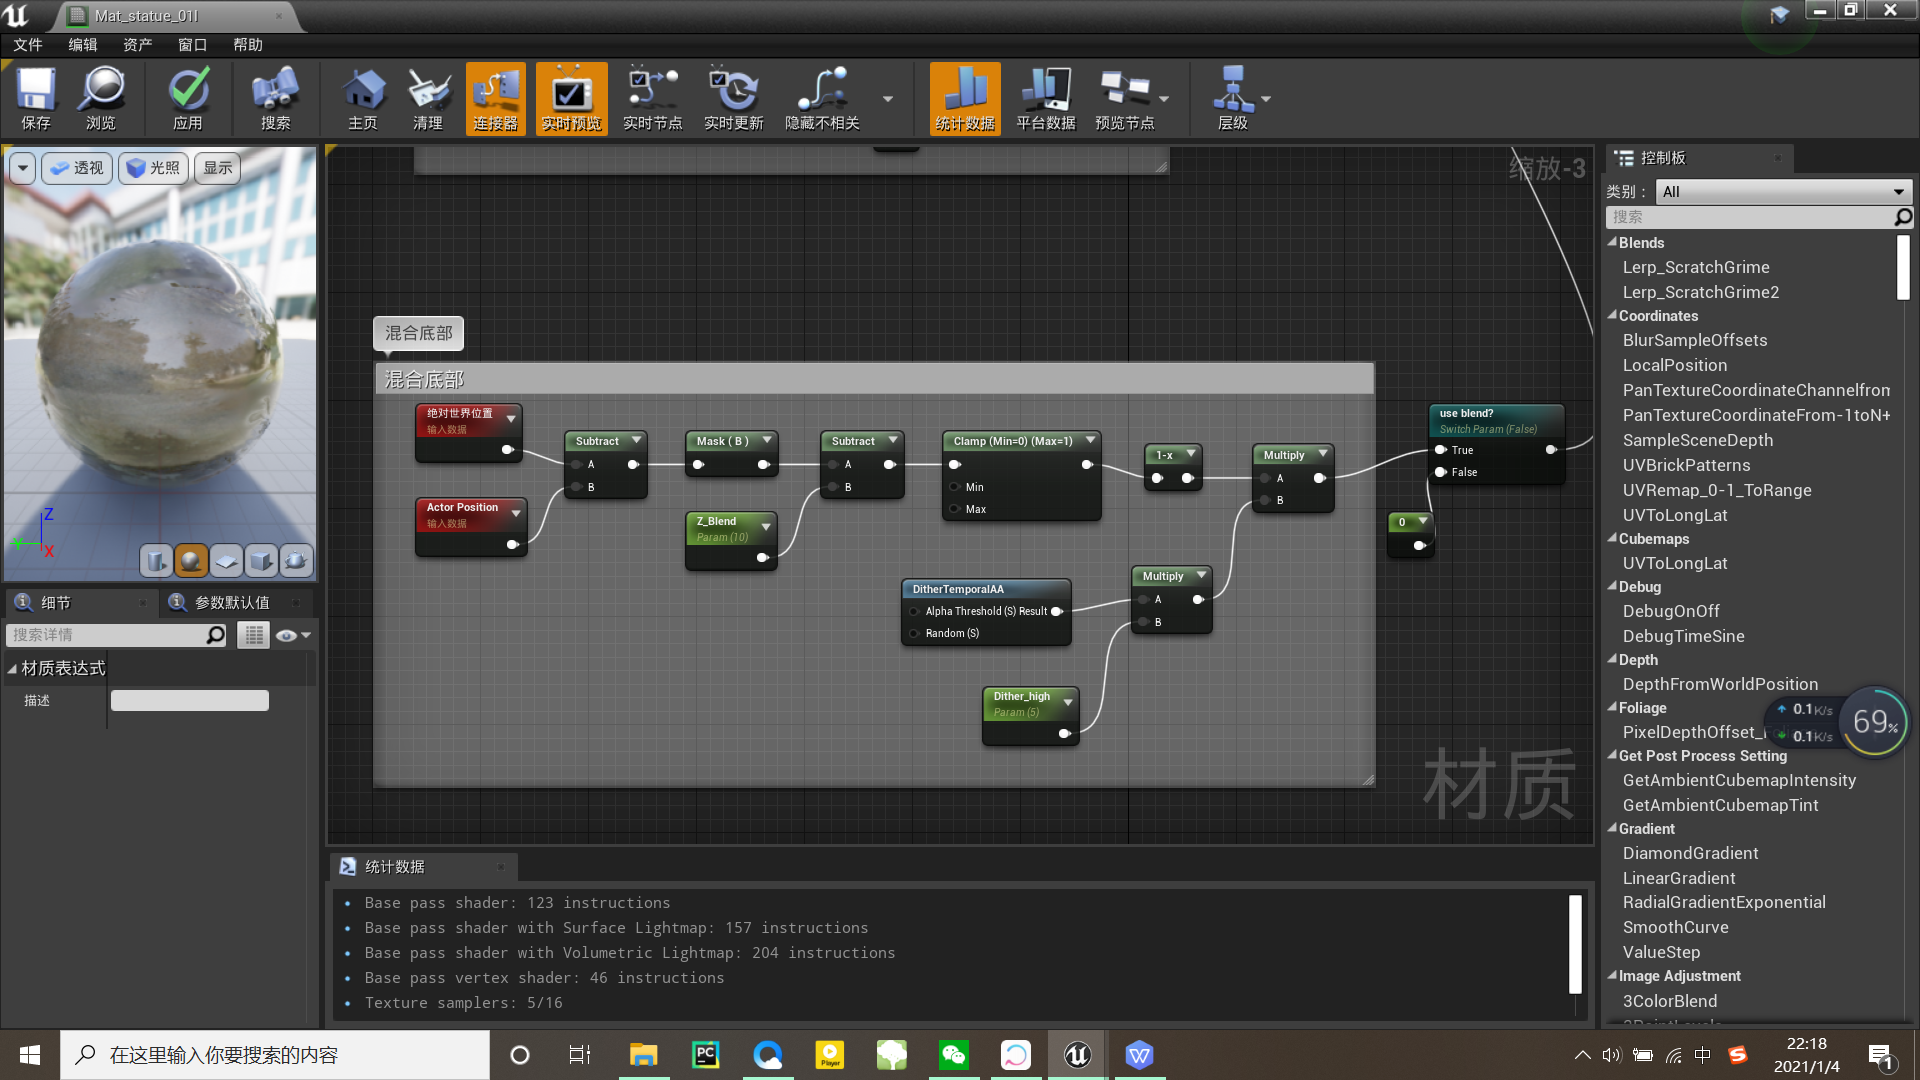 Mat_statue_01l
文件 编辑 资产 窗口 帮助
保存 浏览 应用 搜索 主页 清理 连接器 实时预览 实时节点 实时更新 隐藏不相关 统计数据 平台数据 预览节点 层级
透视 光照 显示
Z
Y
X
细节 参数默认值
搜索详情
材质表达式
描述
缩放-3
混合底部
混合底部
绝对世界位置
输入数据
Actor Position
输入数据
Subtract
A
B
Mask ( B )
Z_Blend
Param (10)
Subtract
A
B
Clamp (Min=0) (Max=1)
Min
Max
1-x
Multiply
A
B
use blend?
Switch Param (False)
True
False
0
DitherTemporalAA
Alpha Threshold (S) Result
Random (S)
Multiply
A
B
Dither_high
Param (5)
材质
统计数据
Base pass shader: 123 instructions
Base pass shader with Surface Lightmap: 157 instructions
Base pass shader with Volumetric Lightmap: 204 instructions
Base pass vertex shader: 46 instructions
Texture samplers: 5/16
控制板
类别： All
搜索
Blends
Lerp_ScratchGrime
Lerp_ScratchGrime2
Coordinates
BlurSampleOffsets
LocalPosition
PanTextureCoordinateChannelfrom
PanTextureCoordinateFrom-1toN+
SampleSceneDepth
UVBrickPatterns
UVRemap_0-1_ToRange
UVToLongLat
Cubemaps
UVToLongLat
Debug
DebugOnOff
DebugTimeSine
Depth
DepthFromWorldPosition
Foliage
PixelDepthOffset_
Get Post Process Setting
GetAmbientCubemapIntensity
GetAmbientCubemapTint
Gradient
DiamondGradient
LinearGradient
RadialGradientExponential
SmoothCurve
ValueStep
Image Adjustment
3ColorBlend
0.1K/s
0.1K/s
69%
在这里输入你要搜索的内容
PC
Player
中
22:18
2021/1/4
1